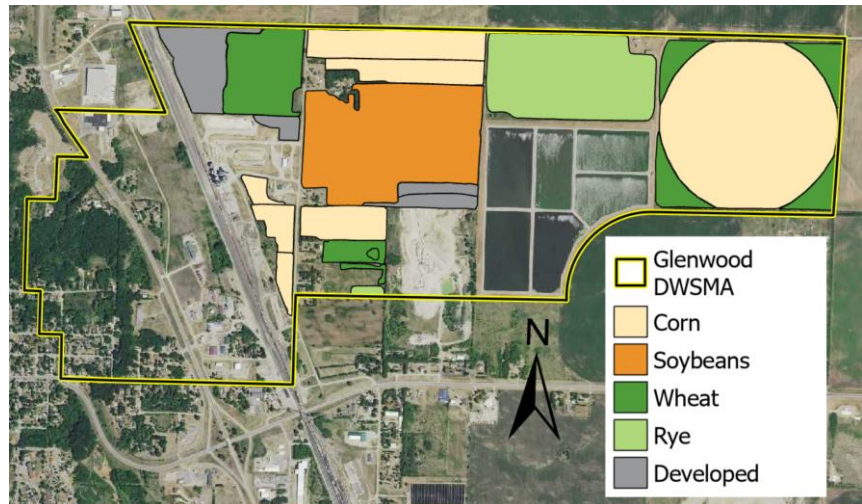 N
Glenwood
DWSMA
Corn
Soybeans
Wheat
Rye
Developed